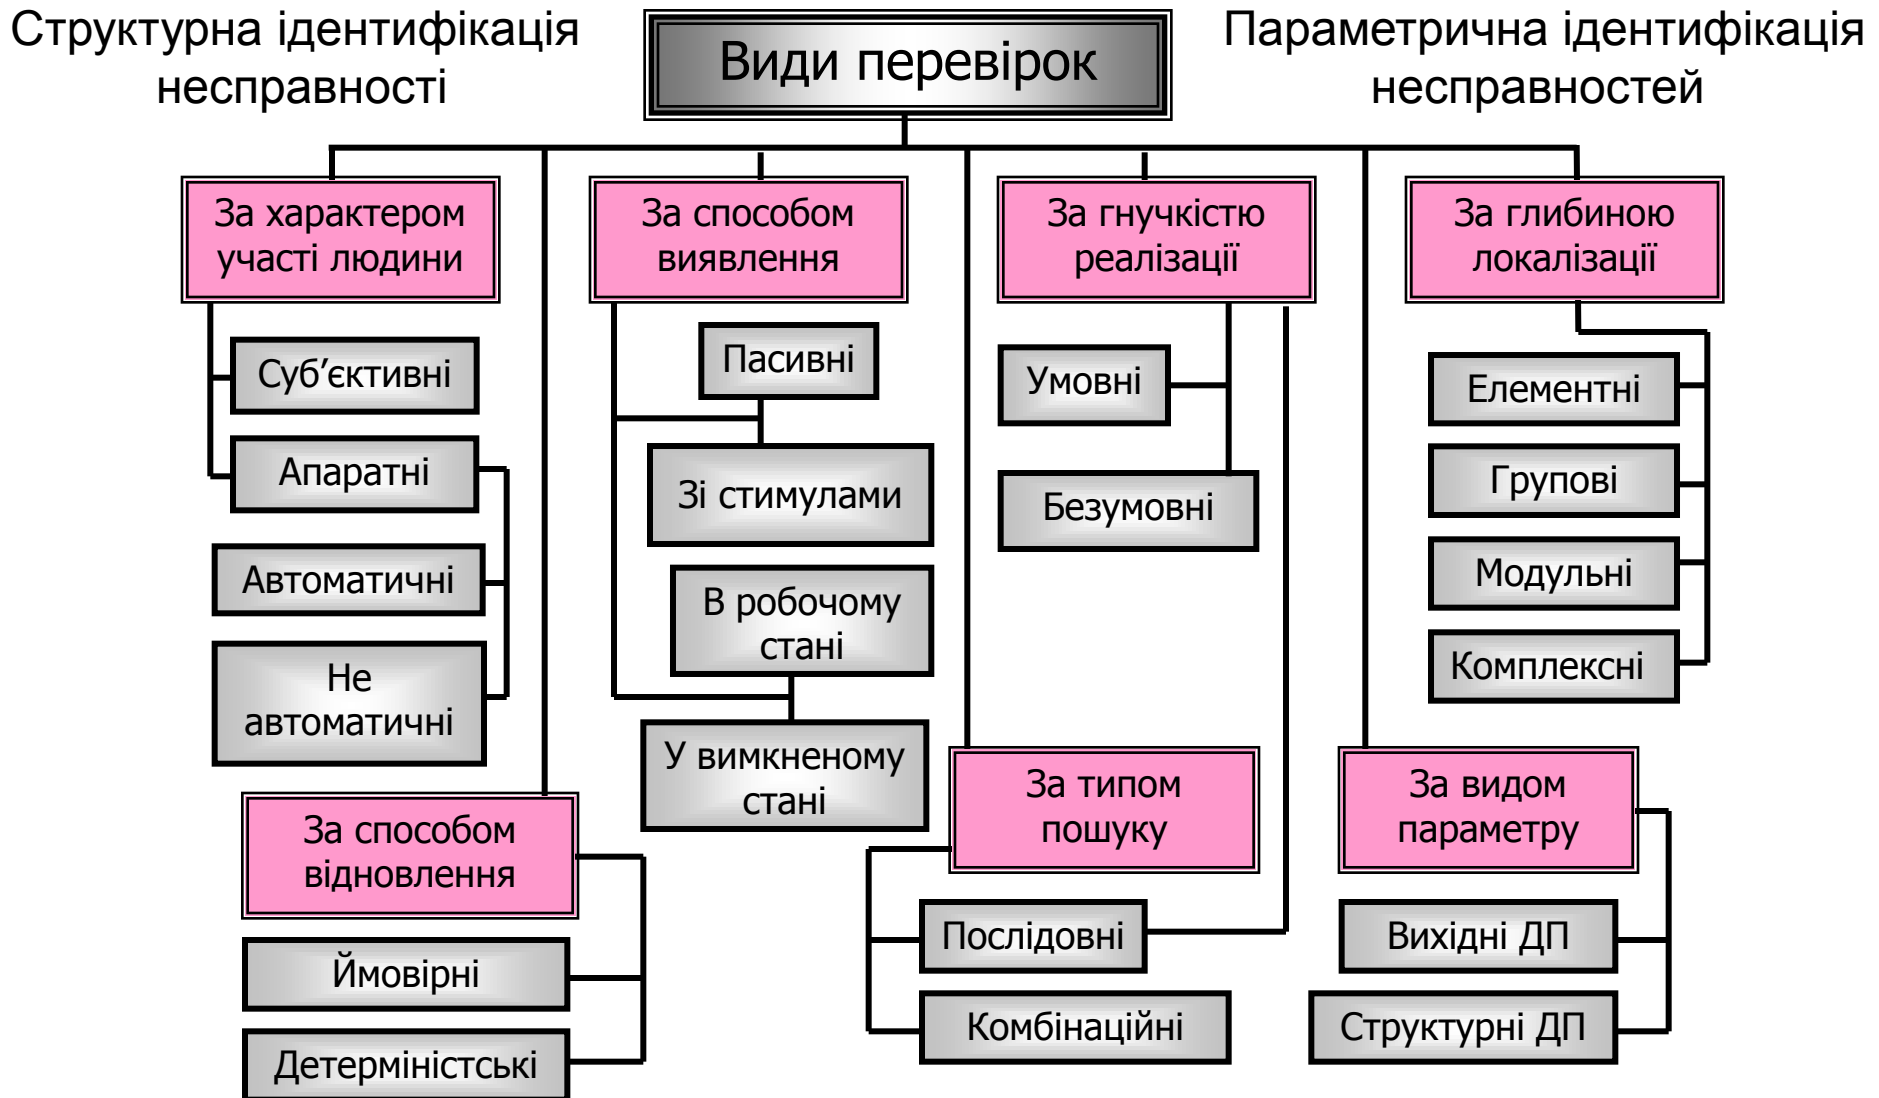 Структурна ідентифікація
несправності
Види перевірок
Параметрична ідентифікація
несправностей
За характером
участі людини
Суб’єктивні
Апаратні
Автоматичні
Не
автоматичні
За способом
відновлення
Ймовірні
Детерміністські
За способом
виявлення
Пасивні
Зі стимулами
В робочому
стані
У вимкненому
стані
За гнучкістю
реалізації
Умовні
Безумовні
За типом
пошуку
Послідовні
Комбінаційні
За глибиною
локалізації
Елементні
Групові
Модульні
Комплексні
За видом
параметру
Вихідні ДП
Структурні ДП